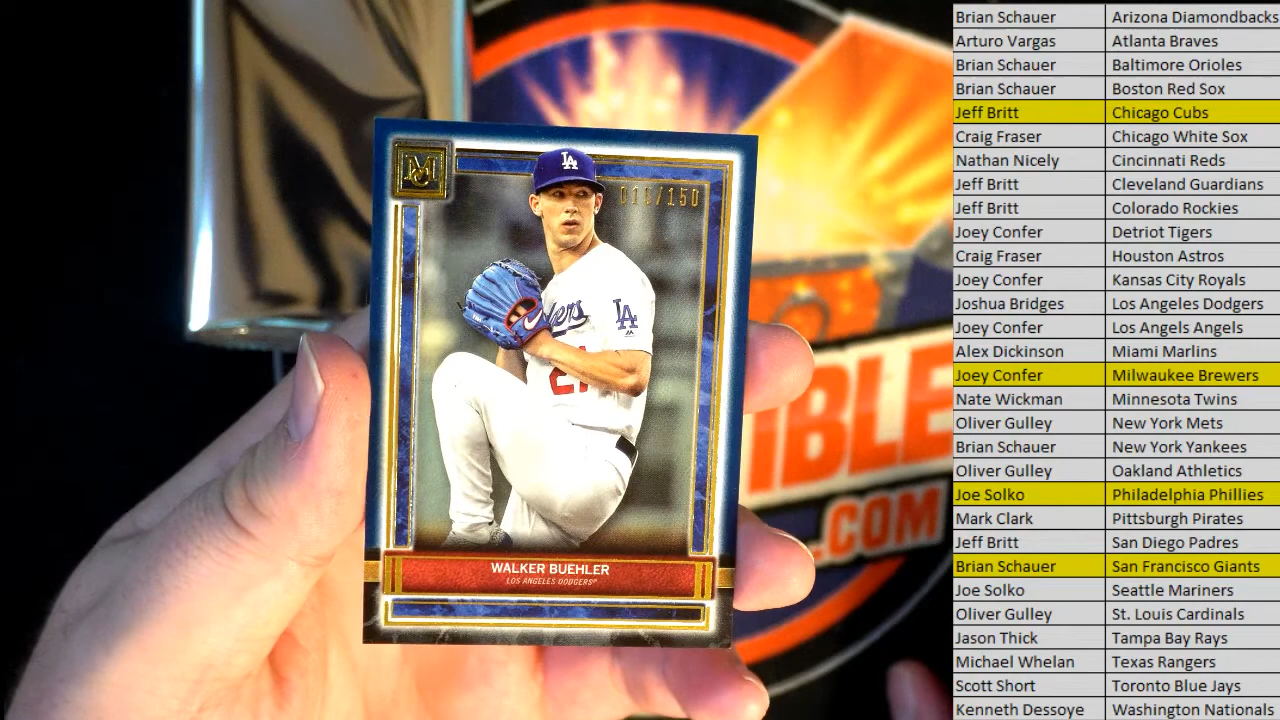 LA
016/150
LA
21
WALKER BUEHLER
LOS ANGELES DODGERS®
IBLE
.COM
Brian Schauer Arizona Diamondbacks
Arturo Vargas Atlanta Braves
Brian Schauer Baltimore Orioles
Brian Schauer Boston Red Sox
Jeff Britt Chicago Cubs
Craig Fraser Chicago White Sox
Nathan Nicely Cincinnati Reds
Jeff Britt Cleveland Guardians
Jeff Britt Colorado Rockies
Joey Confer Detriot Tigers
Craig Fraser Houston Astros
Joey Confer Kansas City Royals
Joshua Bridges Los Angeles Dodgers
Joey Confer Los Angels Angels
Alex Dickinson Miami Marlins
Joey Confer Milwaukee Brewers
Nate Wickman Minnesota Twins
Oliver Gulley New York Mets
Brian Schauer New York Yankees
Oliver Gulley Oakland Athletics
Joe Solko Philadelphia Phillies
Mark Clark Pittsburgh Pirates
Jeff Britt San Diego Padres
Brian Schauer San Francisco Giants
Joe Solko Seattle Mariners
Oliver Gulley St. Louis Cardinals
Jason Thick Tampa Bay Rays
Michael Whelan Texas Rangers
Scott Short Toronto Blue Jays
Kenneth Dessoye Washington Nationals